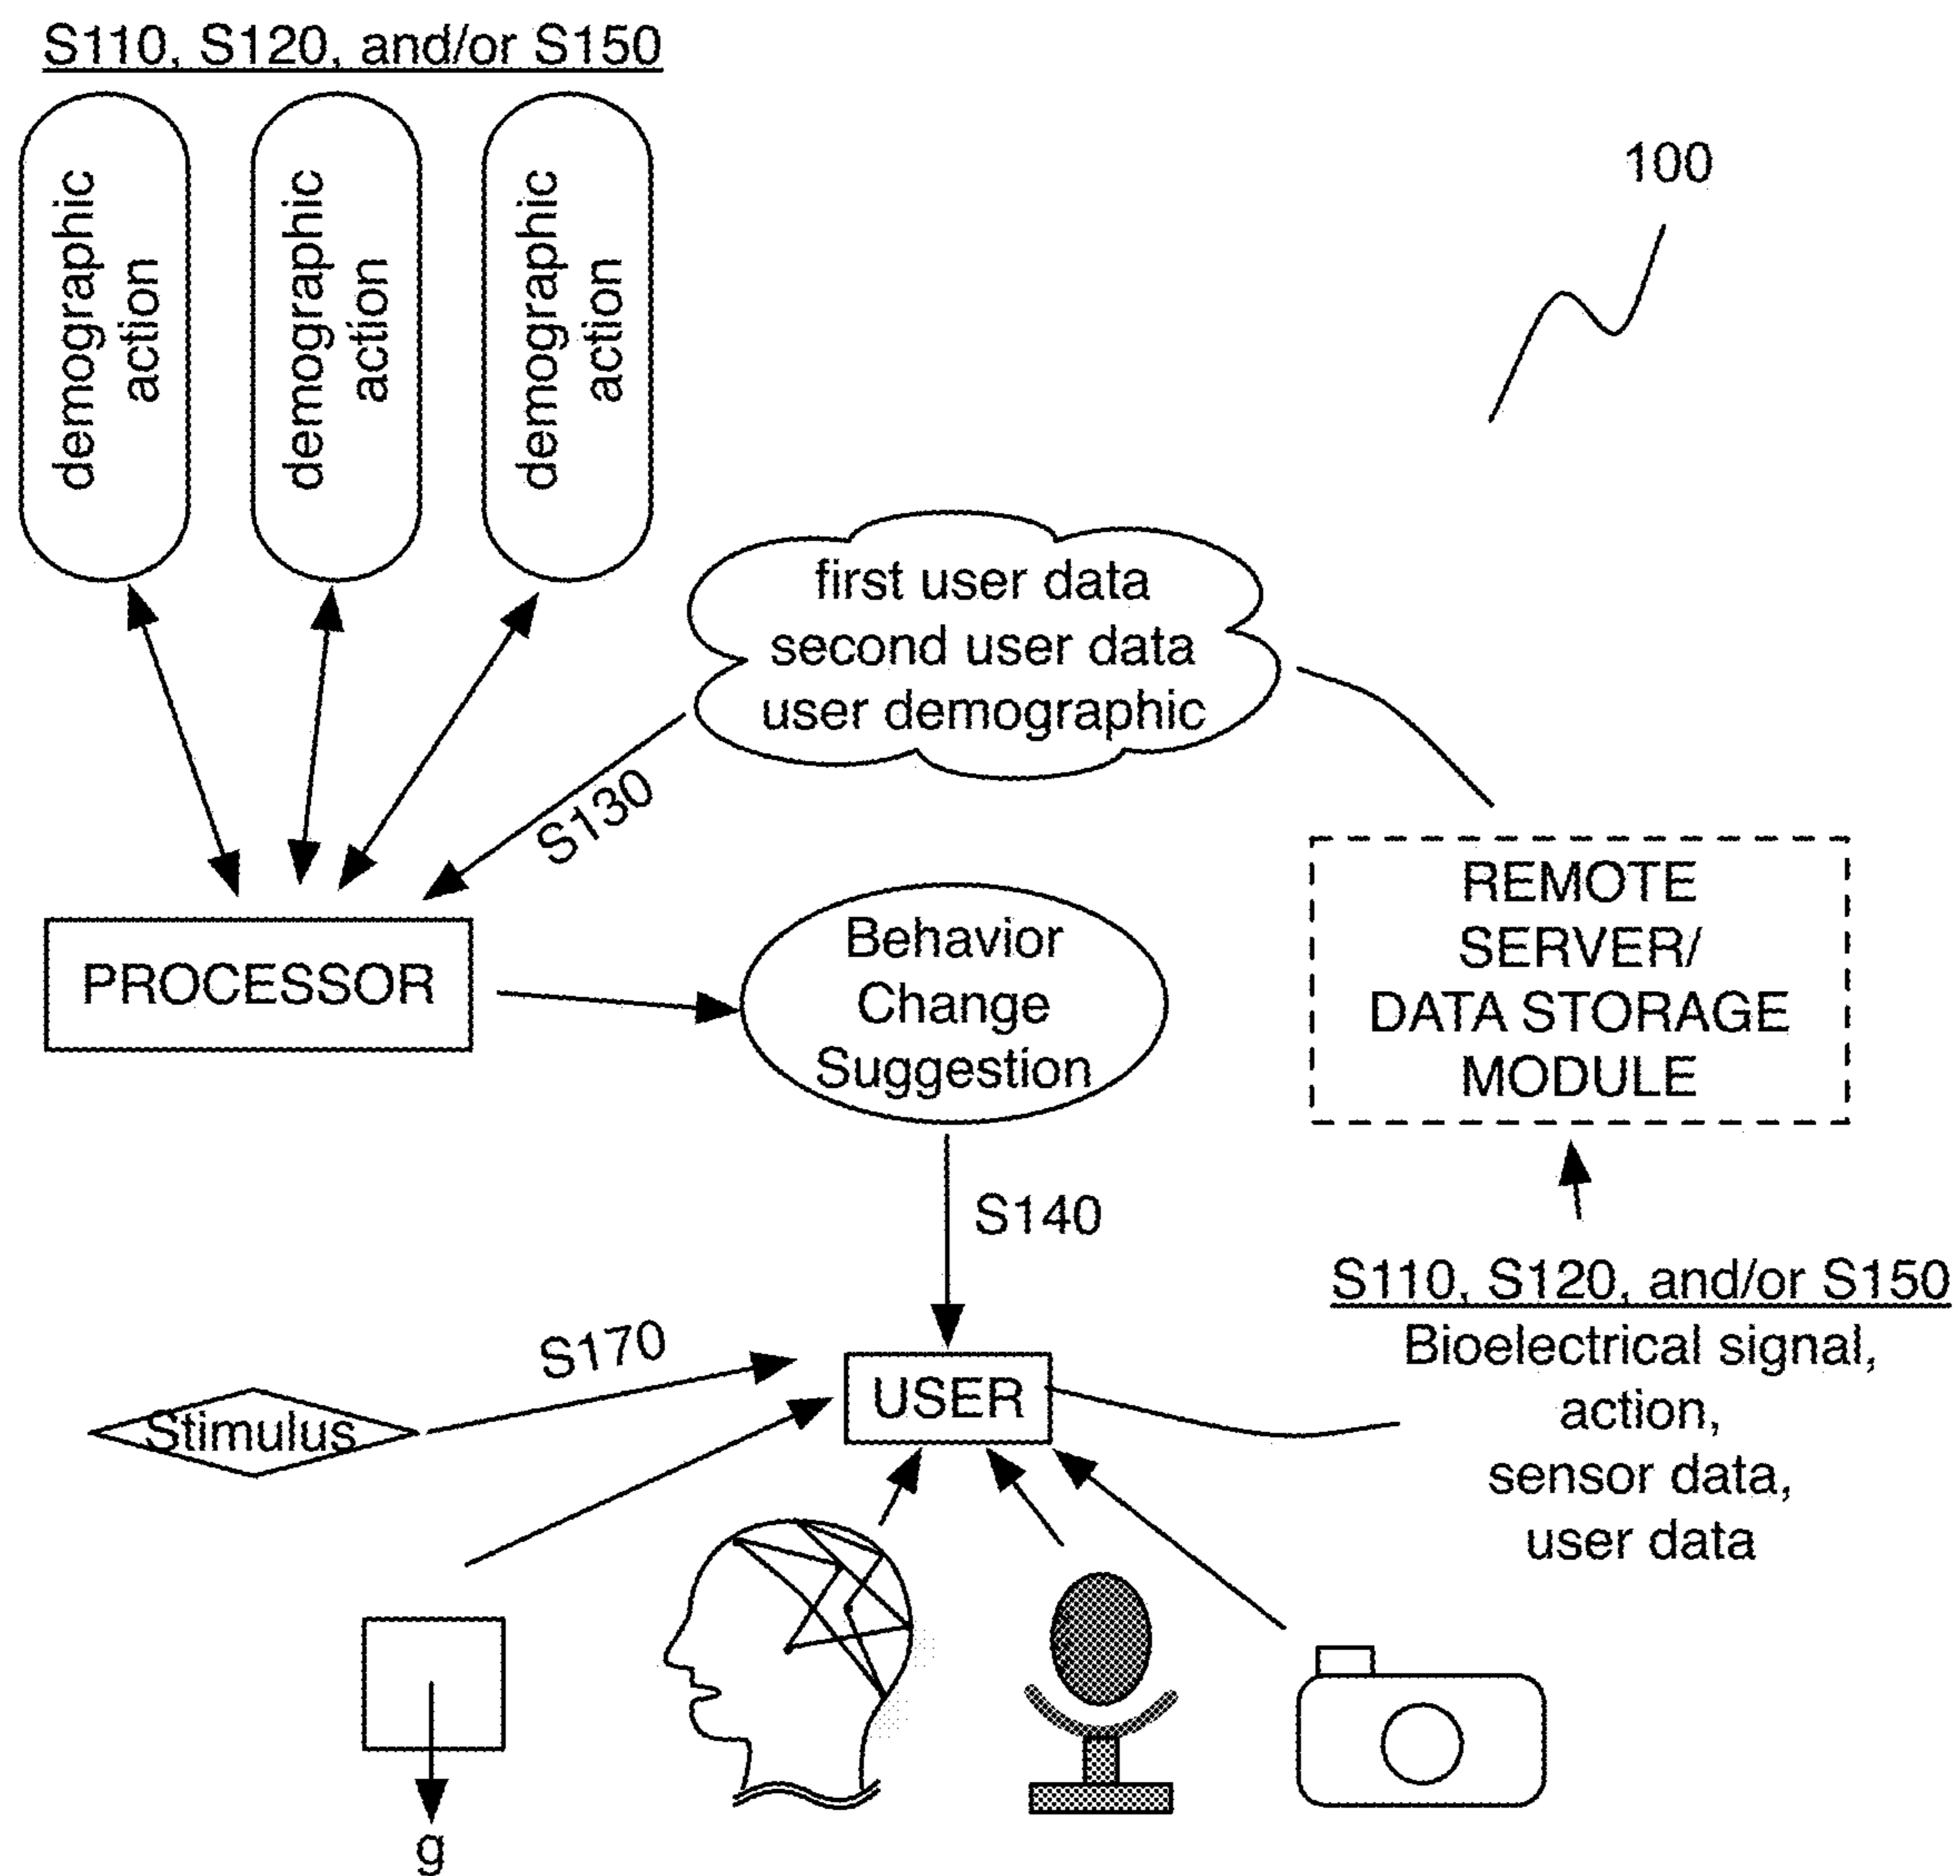 S110, S120, and/or S150
demographic
action
demographic
action
demographic
action
100
first user data
second user data
user demographic
S130
PROCESSOR
Behavior
Change
Suggestion
REMOTE
SERVER/
DATA STORAGE
MODULE
S140
S110, S120, and/or S150
Bioelectrical signal,
action,
sensor data,
user data
S170
Stimulus
USER
g